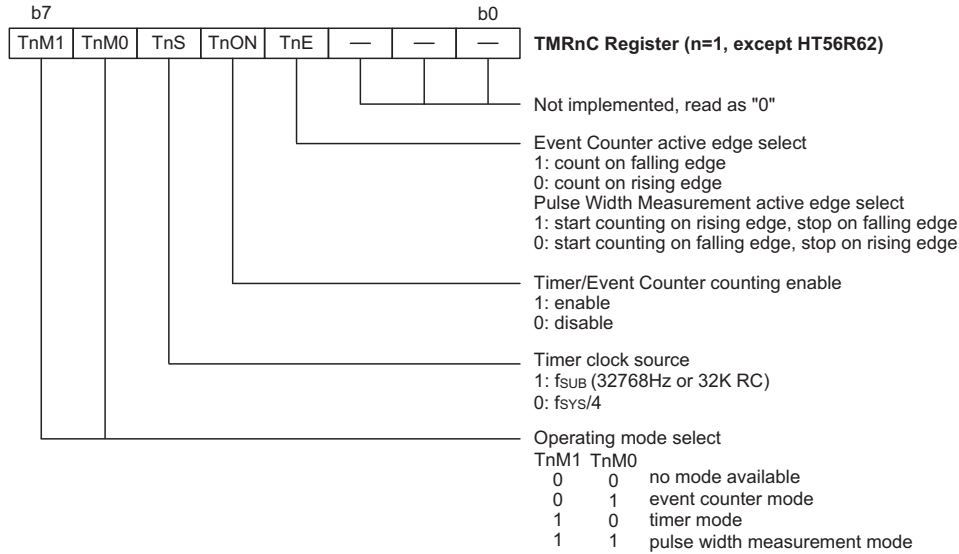 b7 b0
TnM1 TnM0 TnS TnON TnE — — — TMRnC Register (n=1, except HT56R62)
Not implemented, read as "0"
Event Counter active edge select
1: count on falling edge
0: count on rising edge
Pulse Width Measurement active edge select
1: start counting on rising edge, stop on falling edge
0: start counting on falling edge, stop on rising edge
Timer/Event Counter counting enable
1: enable
0: disable
Timer clock source
1: fSUB (32768Hz or 32K RC)
0: fSYS/4
Operating mode select
TnM1 TnM0
0 0 no mode available
0 1 event counter mode
1 0 timer mode
1 1 pulse width measurement mode